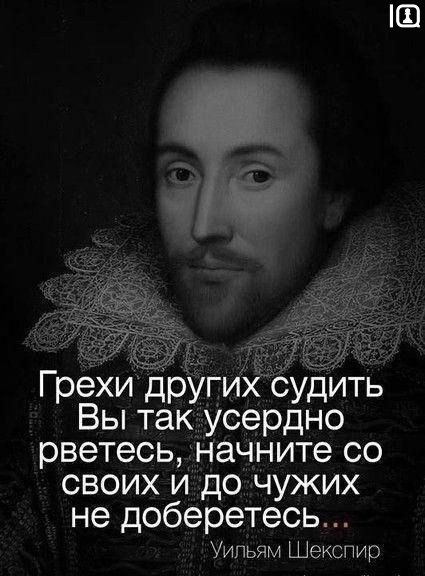 IQ
Грехи других судить
Вы так усердно
рветесь, начните со
своих и до чужих
не доберетесь...
Уильям Шекспир